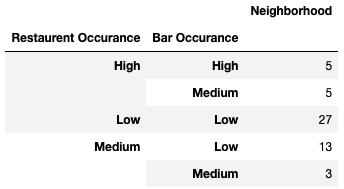 Neighborhood
Restaurent Occurance Bar Occurance
High High 5
Medium 5
Low Low 27
Medium Low 13
Medium 3